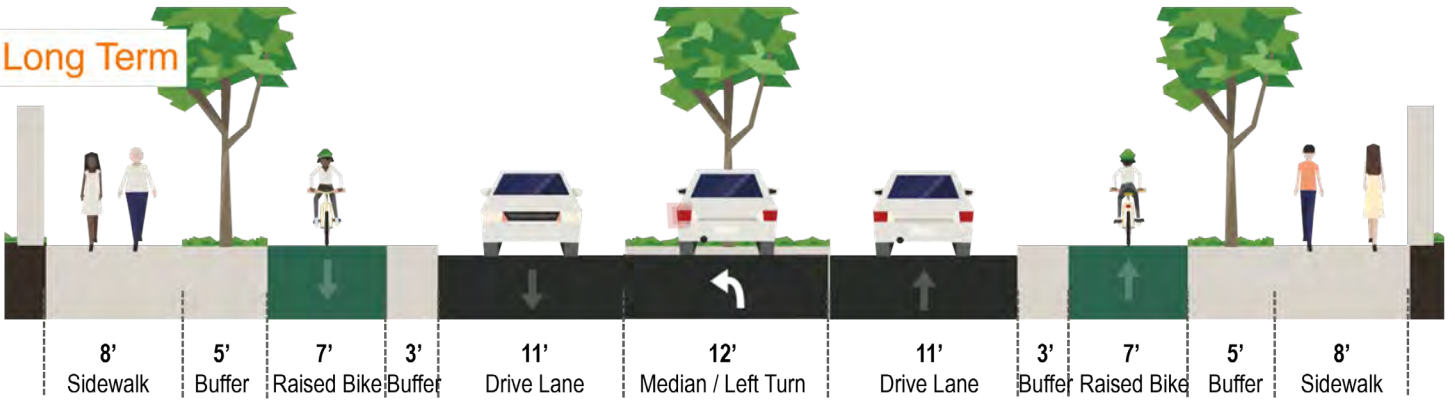 Long Term
8’ 5’ 7’ 3’ 11’ 12’ 11’ 3’ 7’ 5’ 8’
Sidewalk Buffer Raised Bike Buffer Drive Lane Median / Left Turn Drive Lane Buffer Raised Bike Buffer Sidewalk